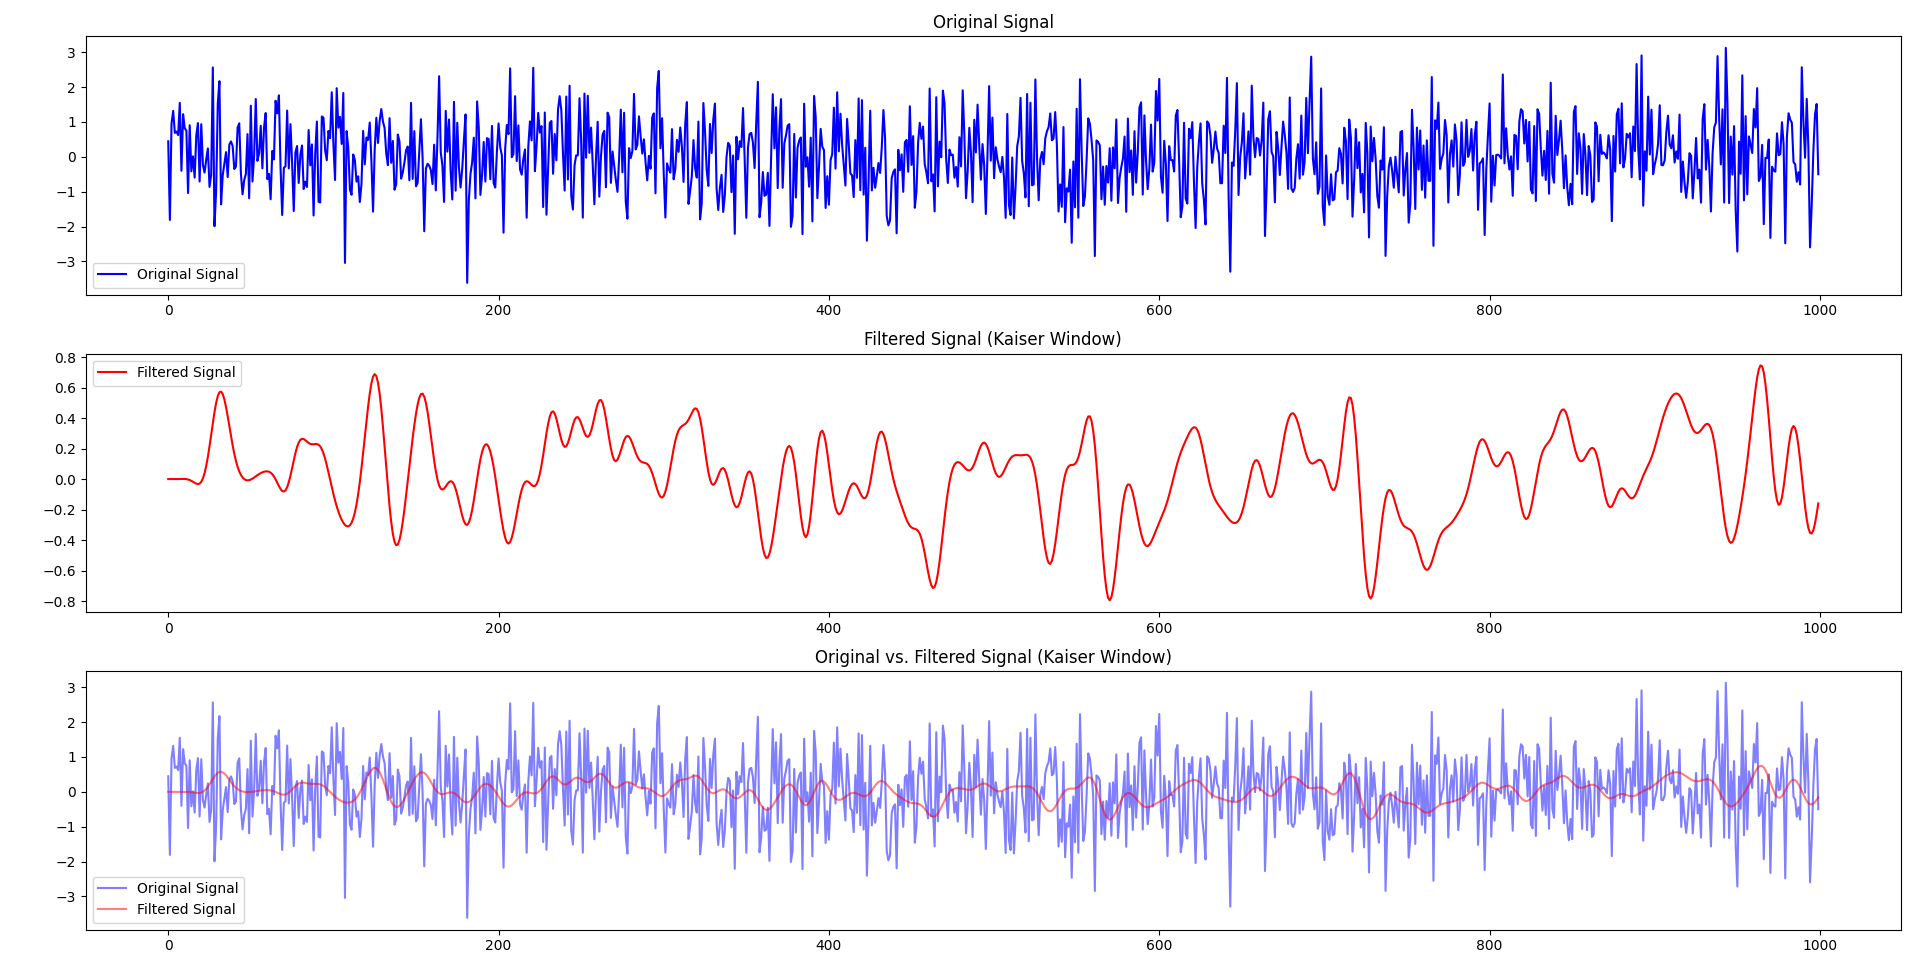 Original Signal
3
2
1
0
−1
−2
−3
Original Signal
0 200 400 600 800 1000
Filtered Signal (Kaiser Window)
0.8
Filtered Signal
0.6
0.4
0.2
0.0
−0.2
−0.4
−0.6
−0.8
0 200 400 600 800 1000
Original vs. Filtered Signal (Kaiser Window)
3
2
1
0
−1
−2
−3
Original Signal
Filtered Signal
0 200 400 600 800 1000